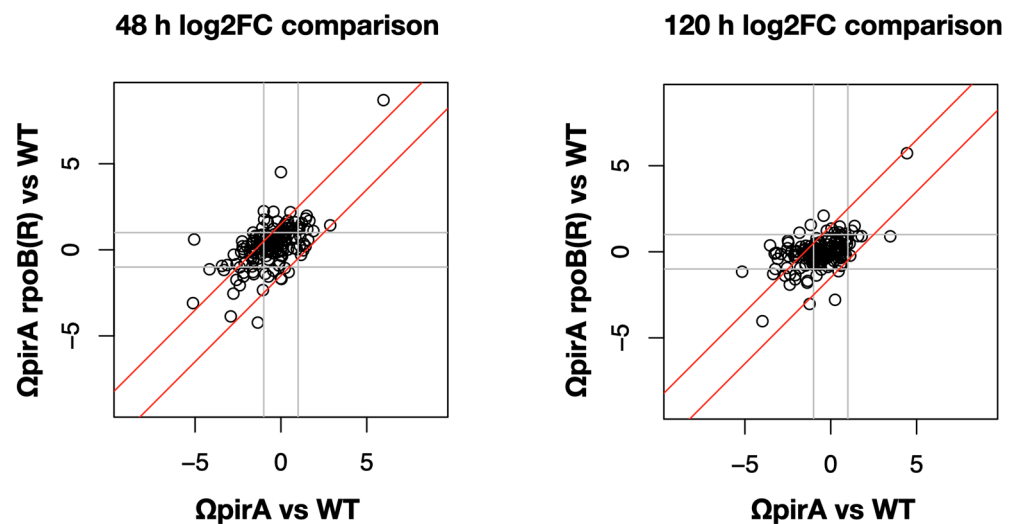 48 h log2FC comparison
ΩpirA rpoB(R) vs WT
5
0
−5
−5 0 5
ΩpirA vs WT
120 h log2FC comparison
ΩpirA rpoB(R) vs WT
5
0
−5
−5 0 5
ΩpirA vs WT